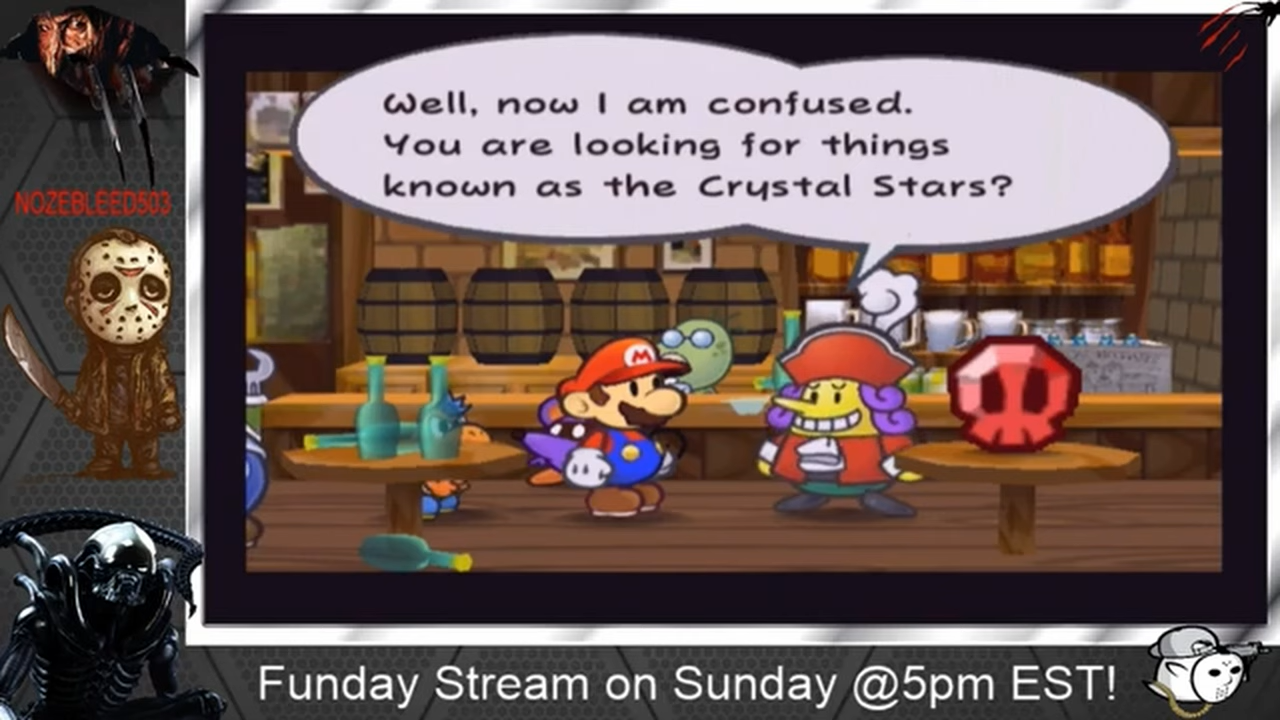 Well, now I am confused.
You are looking for things
known as the Crystal Stars?
NOZEBLEED503
M
Funday Stream on Sunday @5pm EST!